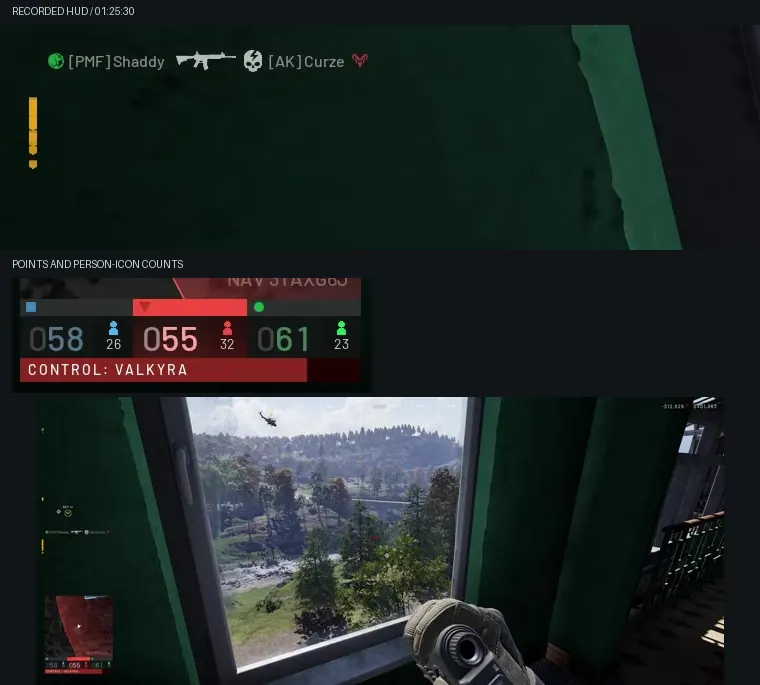 RECORDED HUD / 01:25:30
[PMF] Shaddy [AK] Curze
POINTS AND PERSON-ICON COUNTS
058 26 055 32 061 23
CONTROL: VALKYRA